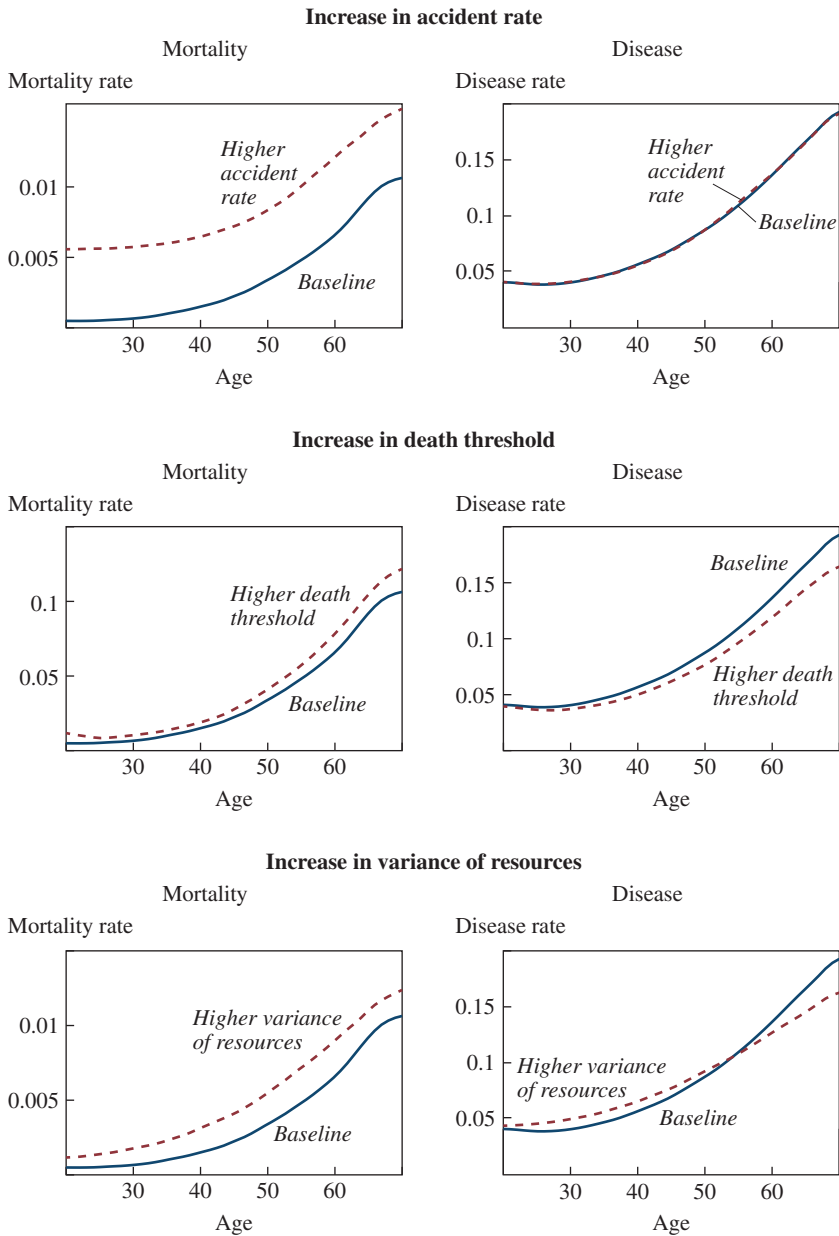 Increase in accident rate
Mortality
Disease
Mortality rate
Disease rate
Higher
accident
rate
Baseline
0.01
0.005
30
40
50
60
Age
Higher
accident
rate
Baseline
0.15
0.1
0.05
30
40
50
60
Age
Increase in death threshold
Mortality
Disease
Mortality rate
Disease rate
Higher death
threshold
Baseline
0.1
0.05
30
40
50
60
Age
Baseline
Higher death
threshold
0.15
0.1
0.05
30
40
50
60
Age
Increase in variance of resources
Mortality
Disease
Mortality rate
Disease rate
Higher variance
of resources
Baseline
0.01
0.005
30
40
50
60
Age
Higher variance
of resources
Baseline
0.15
0.1
0.05
30
40
50
60
Age